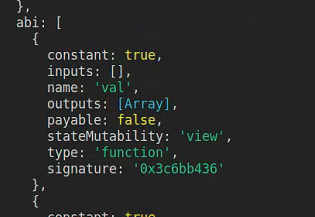 },
abi: [
{
constant: true,
inputs: [],
name: 'val',
outputs: [Array],
payable: false,
stateMutability: 'view',
type: 'function',
signature: '0x3c6bb436'
},
{
constant: true